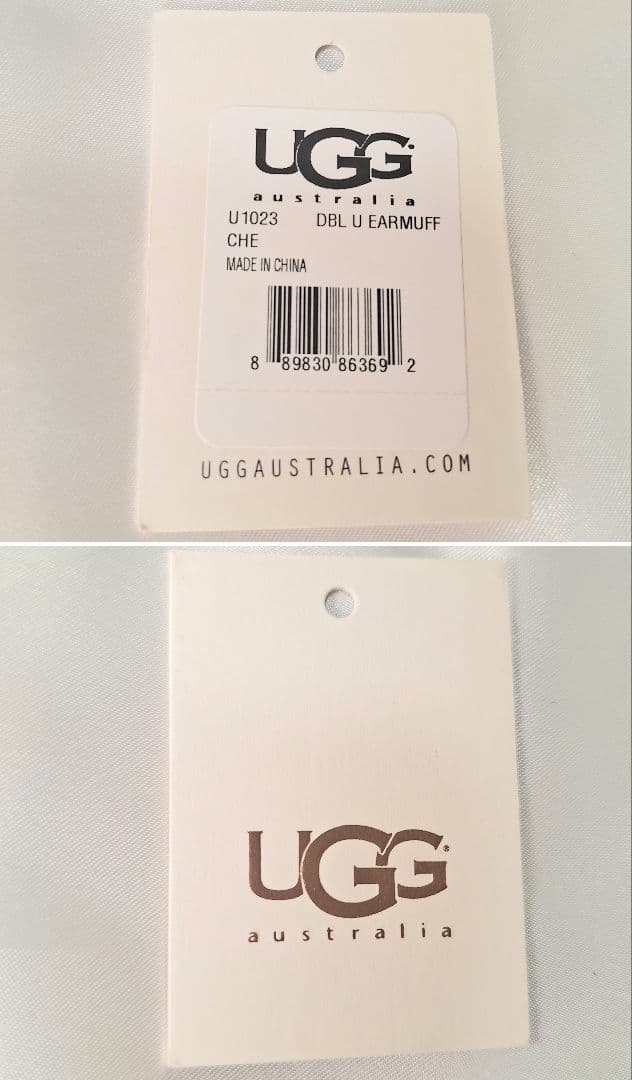 UGG
australia
U1023 DBL U EARMUFF
CHE
MADE IN CHINA
8 89830 86369 2
UGGAUSTRALIA.COM
UGG®
australia